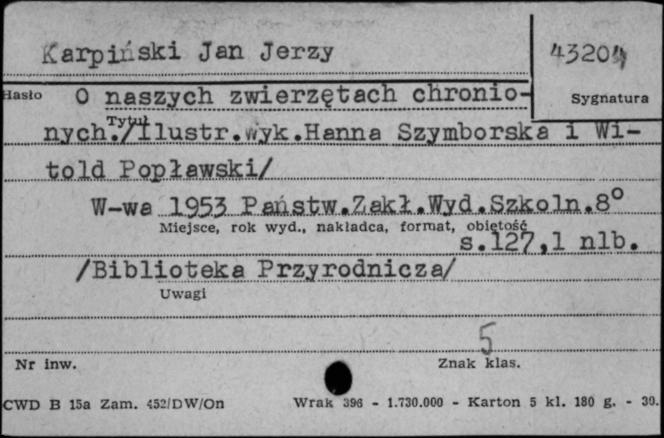 Karpiński Jan Jerzy
43204
Hasło
O naszych zwierzętach chronio-
Sygnatura
Tytuł
nych./Ilustr.wyk.Hanna Szymborska i Wi-
told Popławski/
W-wa 1953 Państw.Zakł.Wyd.Szkoln.8°
Miejsce, rok wyd., nakładca, format, objętość
s.127,1 nlb.
/Biblioteka Przyrodnicza/
Uwagi
5
Nr inw.
Znak klas.
CWD B 15a Zam. 452/DW/On
Wrak 396 - 1.730.000 - Karton 5 kl. 180 g. - 39.